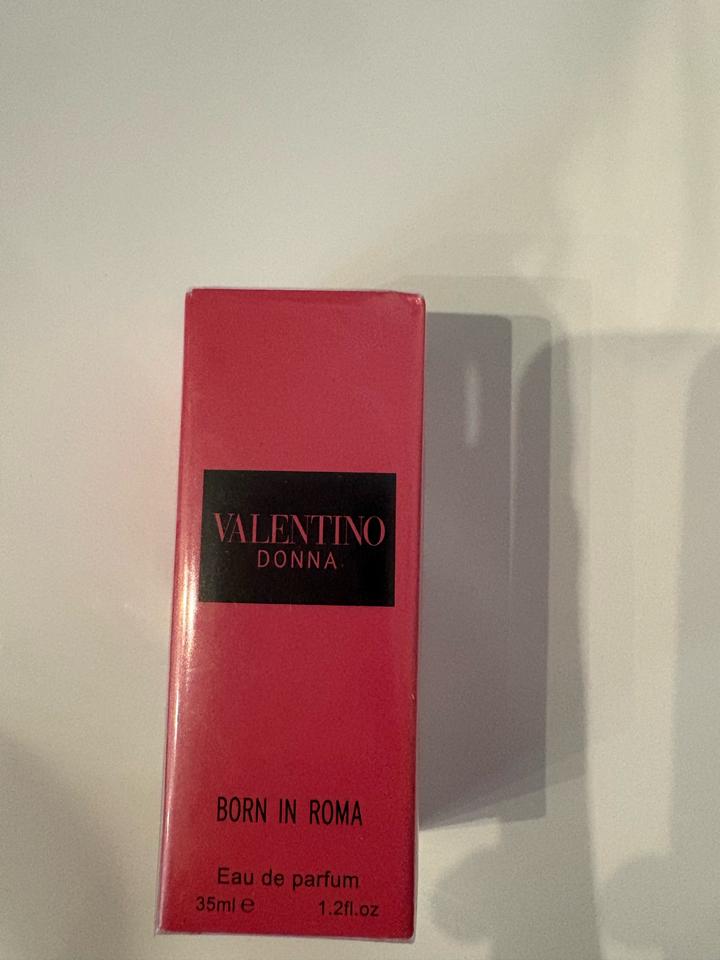 VALENTINO
DONNA
BORN IN ROMA
Eau de parfum
35ml ℮ 1.2fl.oz